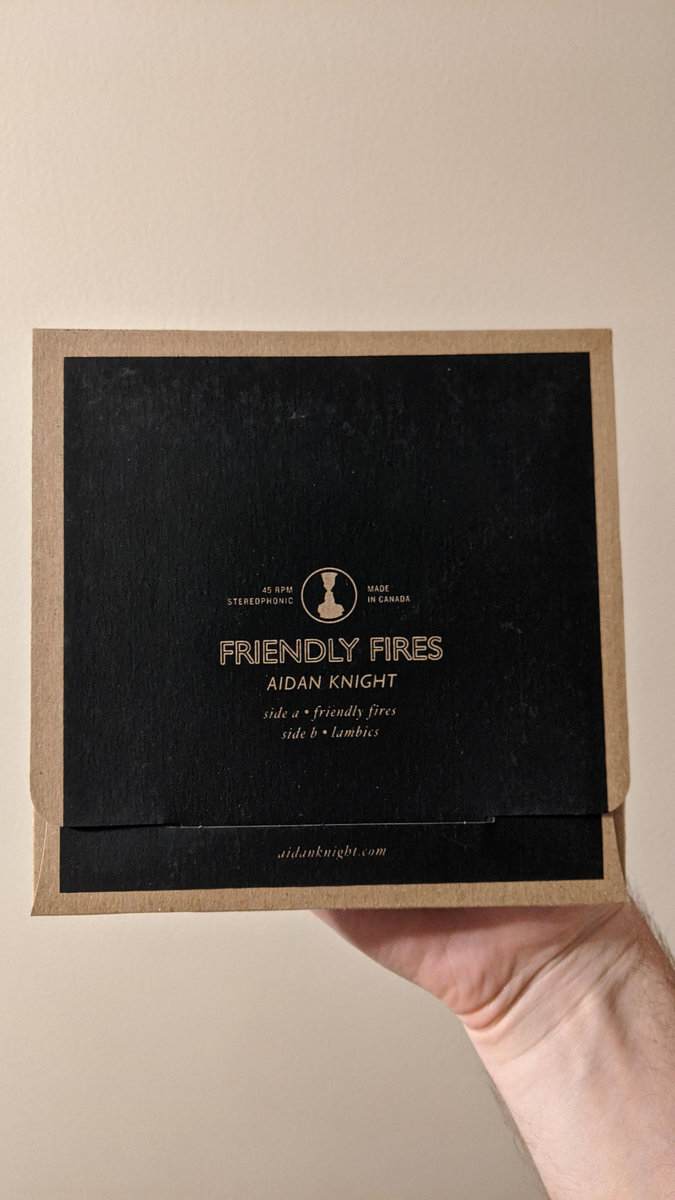 45 RPM
STEREOPHONIC
MADE
IN CANADA
FRIENDLY FIRES
AIDAN KNIGHT
side a • friendly fires
side b • lambics
aidanknight.com